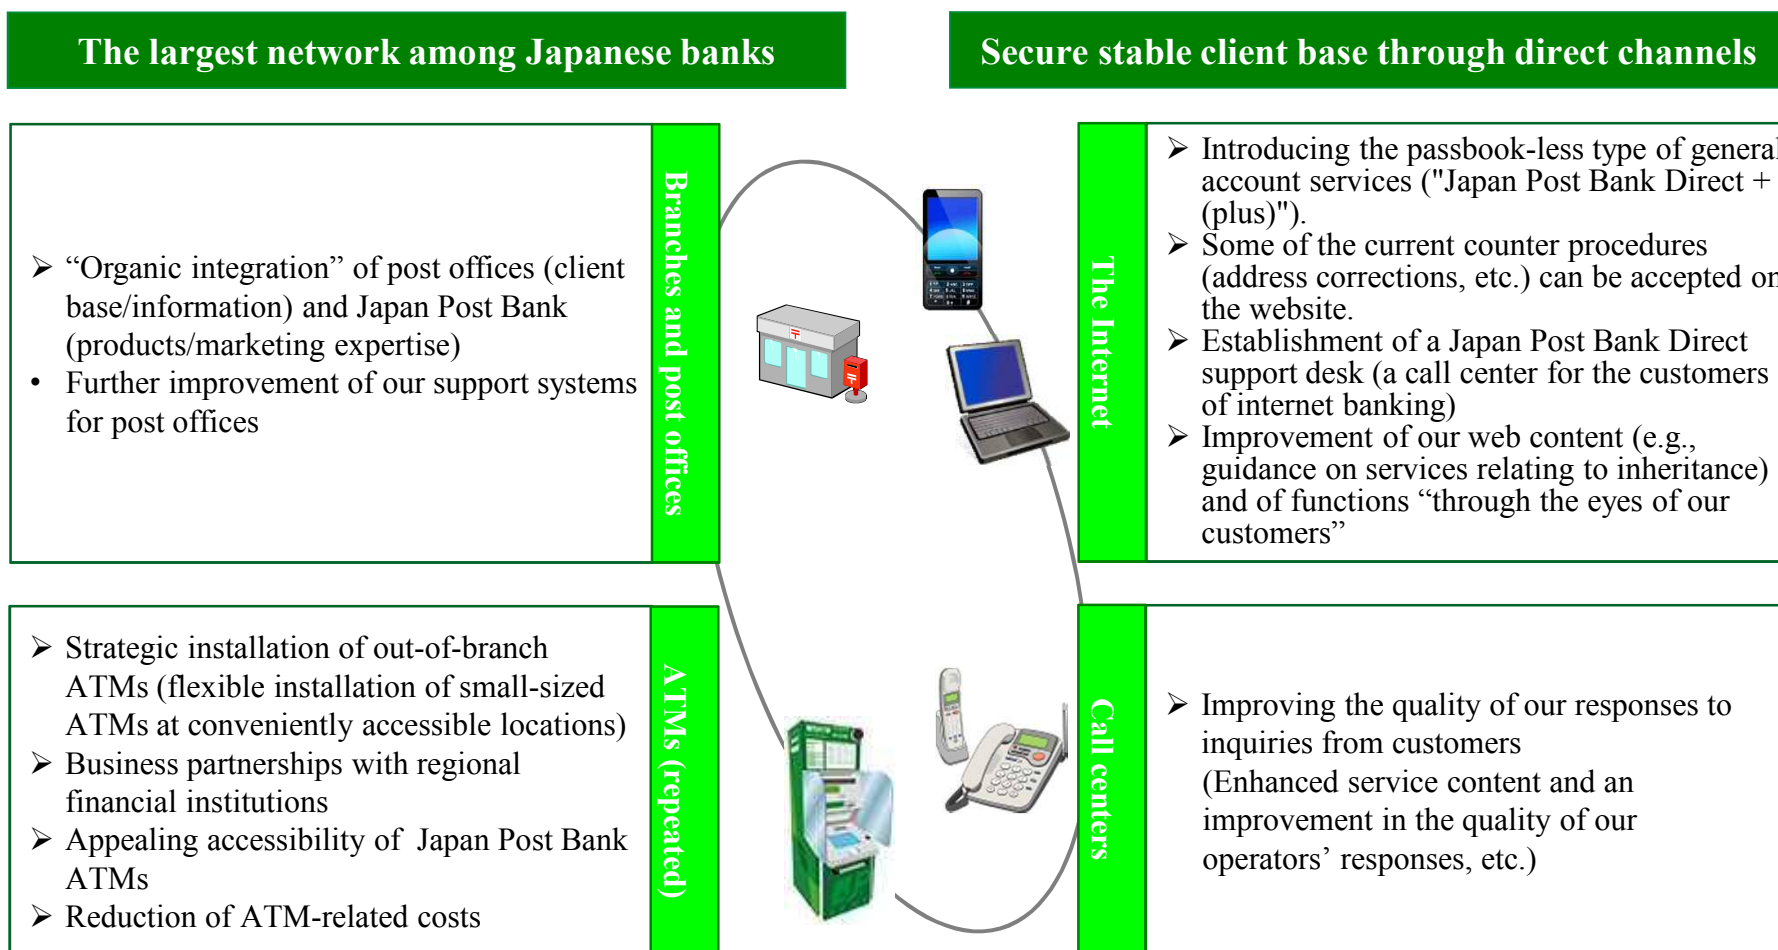 The largest network among Japanese banks
Secure stable client base through direct channels
➢ “Organic integration” of post offices (client
base/information) and Japan Post Bank
(products/marketing expertise)
• Further improvement of our support systems
for post offices
Branches and post offices
The Internet
➢ Introducing the passbook-less type of general
account services ("Japan Post Bank Direct +
(plus)").
➢ Some of the current counter procedures
(address corrections, etc.) can be accepted on
the website.
➢ Establishment of a Japan Post Bank Direct
support desk (a call center for the customers
of internet banking)
➢ Improvement of our web content (e.g.,
guidance on services relating to inheritance)
and of functions “through the eyes of our
customers”
➢ Strategic installation of out-of-branch
ATMs (flexible installation of small-sized
ATMs at conveniently accessible locations)
➢ Business partnerships with regional
financial institutions
➢ Appealing accessibility of Japan Post Bank
ATMs
➢ Reduction of ATM-related costs
ATMs (repeated)
Call centers
➢ Improving the quality of our responses to
inquiries from customers
(Enhanced service content and an
improvement in the quality of our
operators’ responses, etc.)